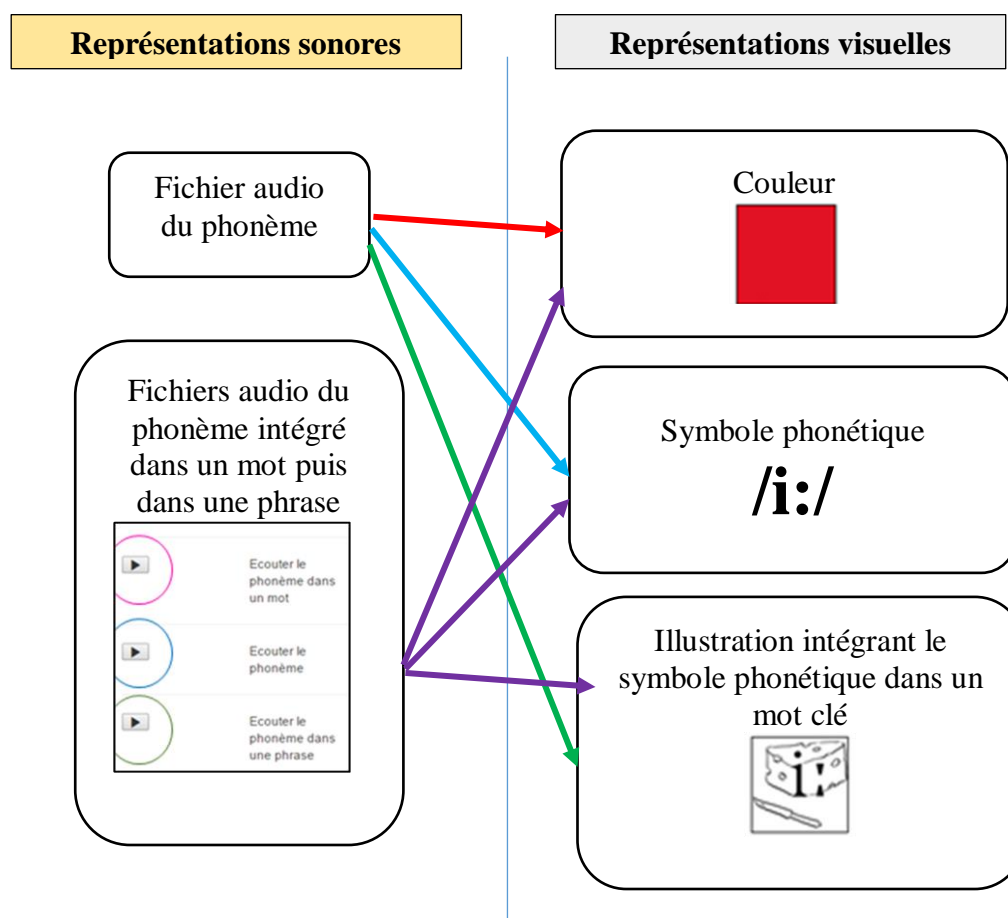 Représentations sonores
Représentations visuelles
Fichier audio
du phonème
Fichiers audio du
phonème intégré
dans un mot puis
dans une phrase
Ecouter le
phonème dans
un mot
Ecouter le
phonème
Ecouter le
phonème dans
une phrase
Couleur
Symbole phonétique
/i:/
Illustration intégrant le
symbole phonétique dans un
mot clé
i: